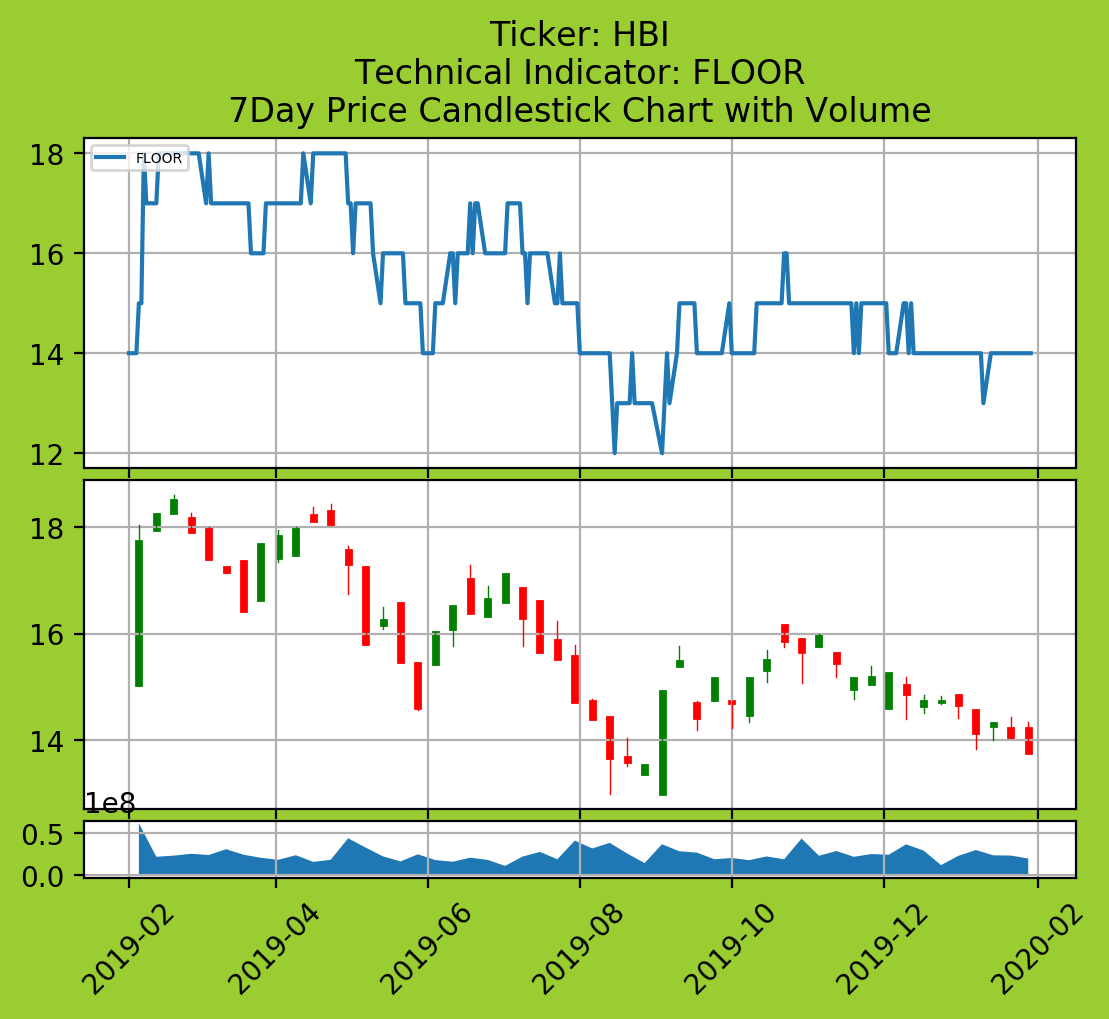 Ticker: HBI
Technical Indicator: FLOOR
7Day Price Candlestick Chart with Volume
18
FLOOR
16
14
12
18
16
14
1e8
0.5
0.0
2019-02 2019-04 2019-06 2019-08 2019-10 2019-12 2020-02